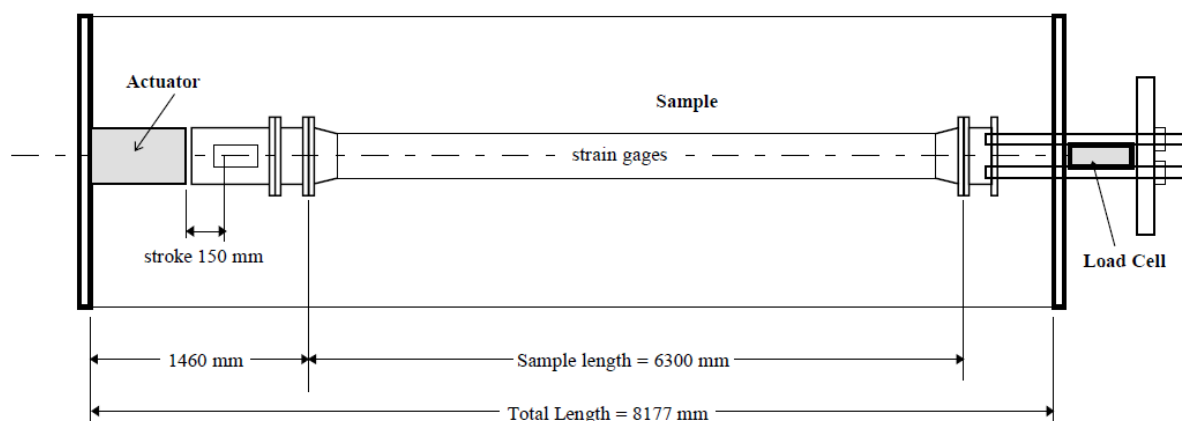 Actuator
Sample
strain gages
stroke 150 mm
Load Cell
1460 mm
Sample length = 6300 mm
Total Length = 8177 mm